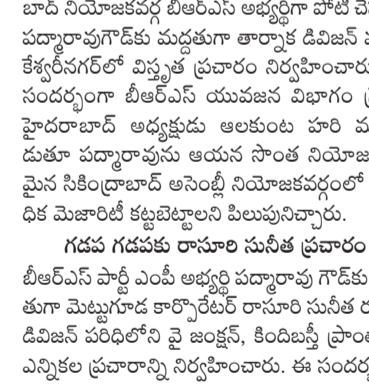 బాద్ నియోజకవర్గ బీఆర్ఎస్ అభ్యర్థిగా పోటీ
పద్మారావుగౌడ్‌కు మద్దతుగా తార్నాక డివిజన్
కేశ్వరీనగర్‌లో విస్తృత ప్రచారం నిర్వహించారు
సందర్భంగా బీఆర్ఎస్ యువజన విభాగం
హైదరాబాద్ అధ్యక్షుడు ఆలకుంట హరి
డుతూ పద్మారావును ఆయన సొంత నియోజ
మైన సికింద్రాబాద్ అసెంబ్లీ నియోజకవర్గంలో
ధిక మెజారిటీ కట్టబెట్టాలని పిలుపునిచ్చారు.
గడప గడపకు రాసూరి సునీత ప్రచారం
బీఆర్ఎస్ పార్టీ ఎంపీ అభ్యర్థి పద్మారావు గౌడ్‌కు
తుగా మెట్టుగూడ కార్పొరేటర్ రాసూరి సునీత
డివిజన్ పరిధిలోని వై జంక్షన్, కిందిబస్తీ ప్రాం
ఎన్నికల ప్రచారాన్ని నిర్వహించారు. ఈ సందర్భ